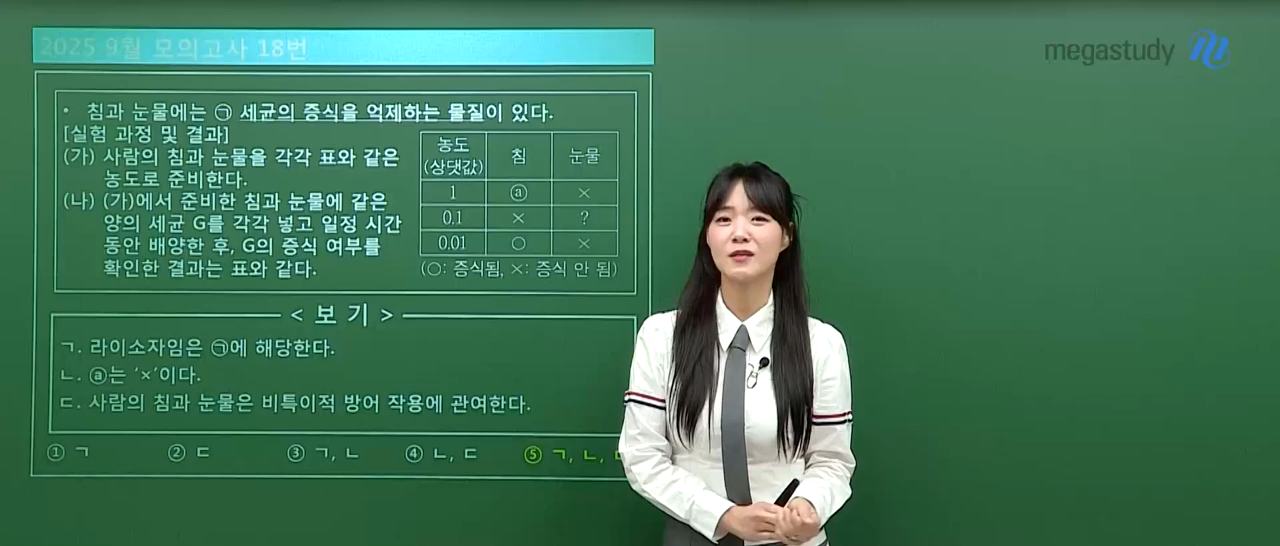 2025 9월 모의고사 18번
megastudy
• 침과 눈물에는 ㉠ 세균의 증식을 억제하는 물질이 있다.
[실험 과정 및 결과]
(가) 사람의 침과 눈물을 각각 표와 같은
농도로 준비한다.
(나) (가)에서 준비한 침과 눈물에 같은
양의 세균 G를 각각 넣고 일정 시간
동안 배양한 후, G의 증식 여부를
확인한 결과는 표와 같다.
농도
(상댓값) 침 눈물
1 ⓐ ×
0.1 × ?
0.01 ○ ×
(○: 증식됨, ×: 증식 안 됨)
< 보 기 >
ㄱ. 라이소자임은 ㉠에 해당한다.
ㄴ. ⓐ는 '×'이다.
ㄷ. 사람의 침과 눈물은 비특이적 방어 작용에 관여한다.
① ㄱ ② ㄷ ③ ㄱ, ㄴ ④ ㄴ, ㄷ ⑤ ㄱ, ㄴ,